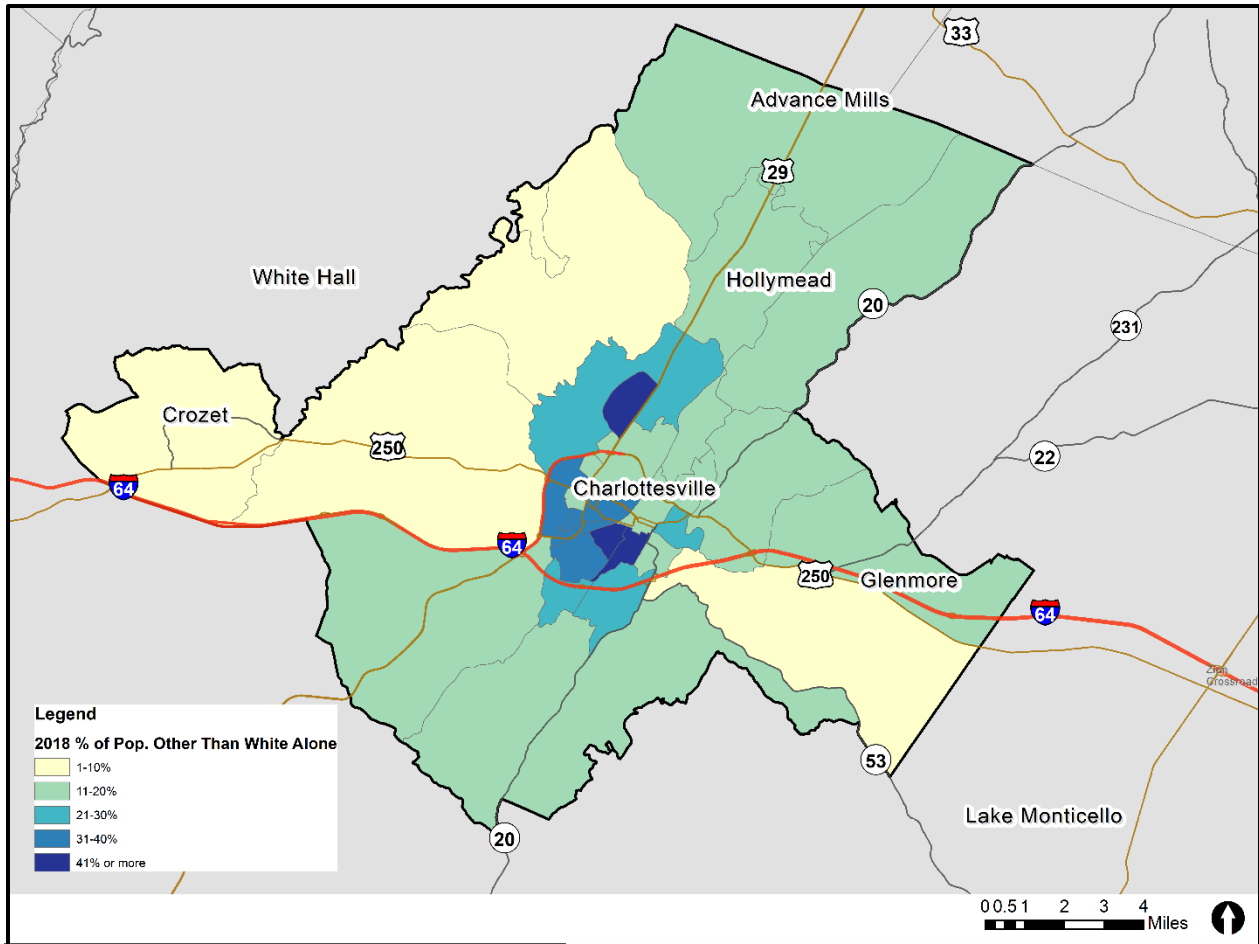 33
Advance Mills
29
White Hall
Hollymead
20
231
Crozet
250
22
64
Charlottesville
64
250
Glenmore
64
Zion
Crossroad
Legend
2018 % of Pop. Other Than White Alone
1-10%
11-20%
21-30%
31-40%
41% or more
53
Lake Monticello
20
0 0.5 1 2 3 4
Miles